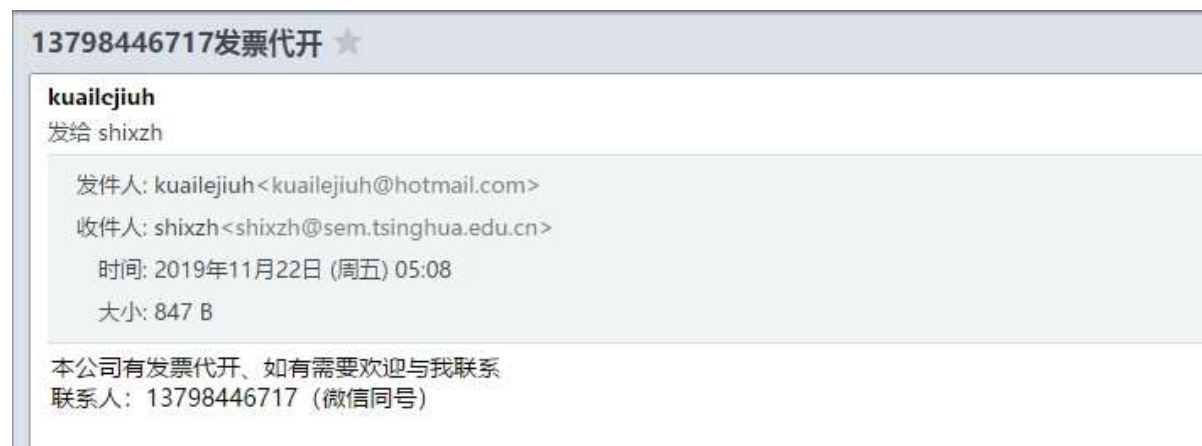 13798446717发票代开
kuailejiuh
发给 shixzh
发件人: kuailejiuh<kuailejiuh@hotmail.com>
收件人: shixzh<shixzh@sem.tsinghua.edu.cn>
时间: 2019年11月22日 (周五) 05:08
大小: 847 B
本公司有发票代开、如有需要欢迎与我联系
联系人：13798446717（微信同号）